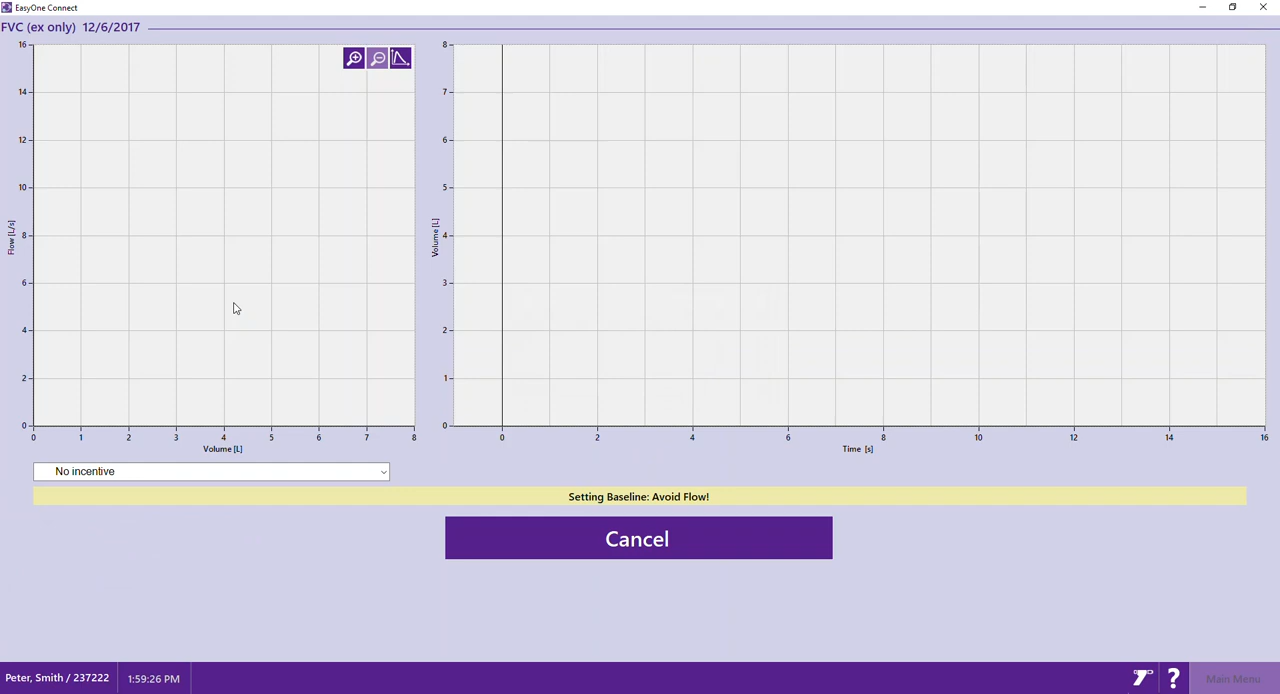 EasyOne Connect
FVC (ex only) 12/6/2017
16
14
12
10
8
6
4
2
0
Flow [L/s]
0 1 2 3 4 5 6 7 8
Volume [L]
8
7
6
5
4
3
2
1
0
Volume [L]
0 2 4 6 8 10 12 14 16
Time [s]
No incentive
Setting Baseline: Avoid Flow!
Cancel
Peter, Smith / 237222
1:59:26 PM
?
Main Menu